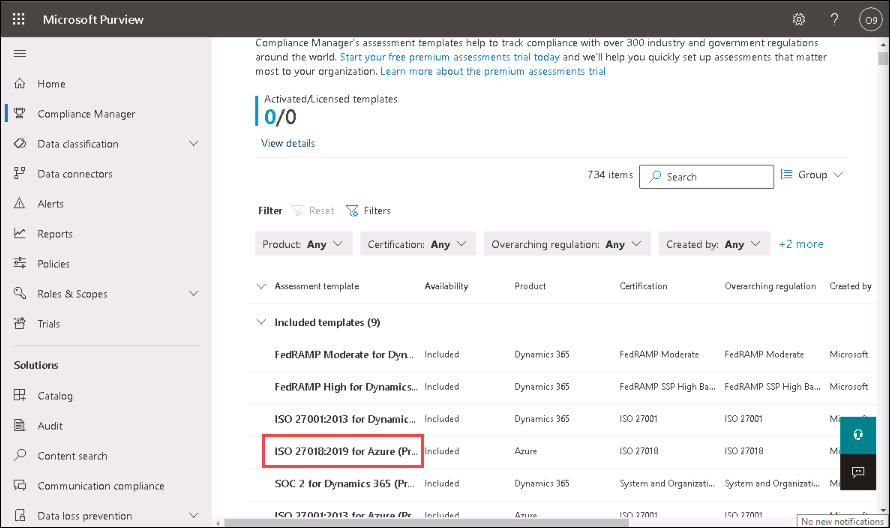 Microsoft Purview
?
O9
Home
Compliance Manager
Data classification
Data connectors
Alerts
Reports
Policies
Roles & Scopes
Trials
Solutions
Catalog
Audit
Content search
Communication compliance
Data loss prevention
Compliance Manager's assessment templates help to track compliance with over 300 industry and government regulations
around the world. Start your free premium assessments trial today and we'll help you quickly set up assessments that matter
most to your organization. Learn more about the premium assessments trial
Activated/Licensed templates
0/0
View details
734 items Search Group
Filter Reset Filters
Product: Any Certification: Any Overarching regulation: Any Created by: Any +2 more
Assessment template Availability Product Certification Overarching regulation Created by
Included templates (9)
FedRAMP Moderate for Dyn... Included Dynamics 365 FedRAMP Moderate FedRAMP Moderate Microsoft
FedRAMP High for Dynamics... Included Dynamics 365 FedRAMP SSP High Ba... FedRAMP SSP High Ba... Microsoft
ISO 27001:2013 for Dynamic... Included Dynamics 365 ISO 27001 ISO 27001 Microsoft
ISO 27018:2019 for Azure (Pr... Included Azure ISO 27018 ISO 27018
SOC 2 for Dynamics 365 (Pr... Included Dynamics 365 System and Organizati... System and Organizati...
ISO 27001:2013 for Azure (Pr... Included Azure ISO 27001 ISO 27001 Microsoft
No new notifications